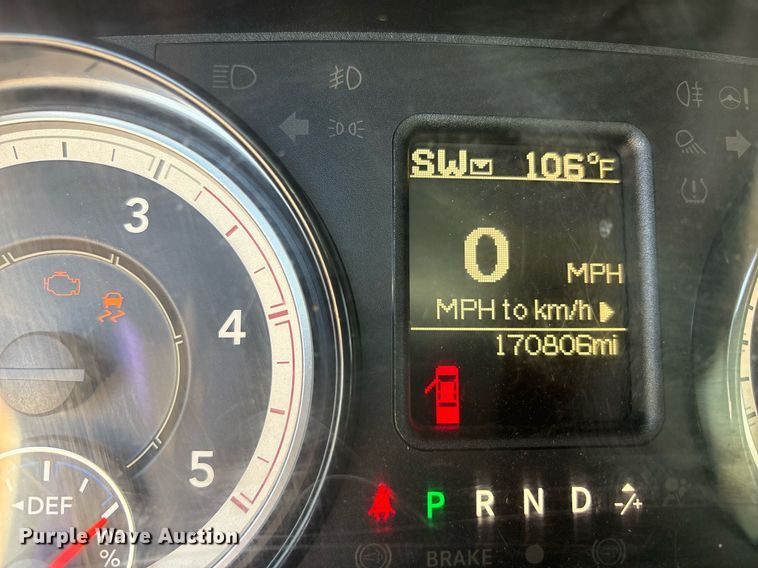 SW 106°F
3
0 MPH
MPH to km/h
4
170806mi
5
P R N D -/+
◄DEF
%
BRAKE
Purple Wave Auction